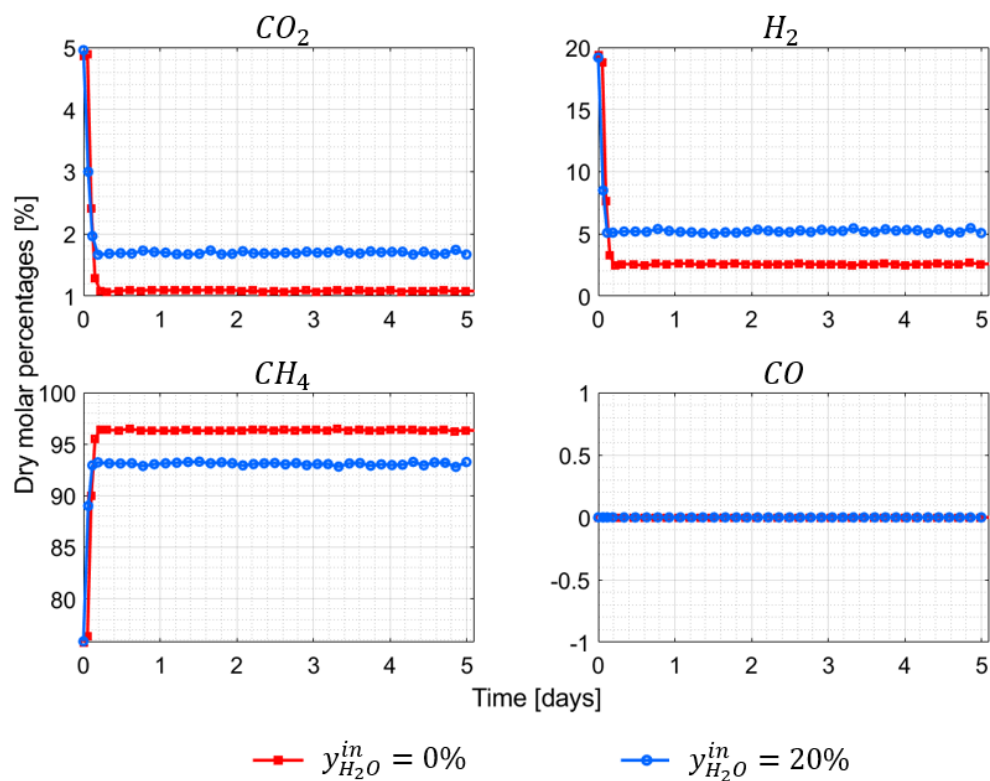 CO₂ H₂
5 20
4 15
3 10
2 5
1 0
0 1 2 3 4 5 0 1 2 3 4 5
CH₄ CO
100 1
95 0.5
90 0
85 -0.5
80 -1
0 1 2 3 4 5 0 1 2 3 4 5
Dry molar percentages [%]
Time [days]
y^{in}_{H₂O} = 0% y^{in}_{H₂O} = 20%